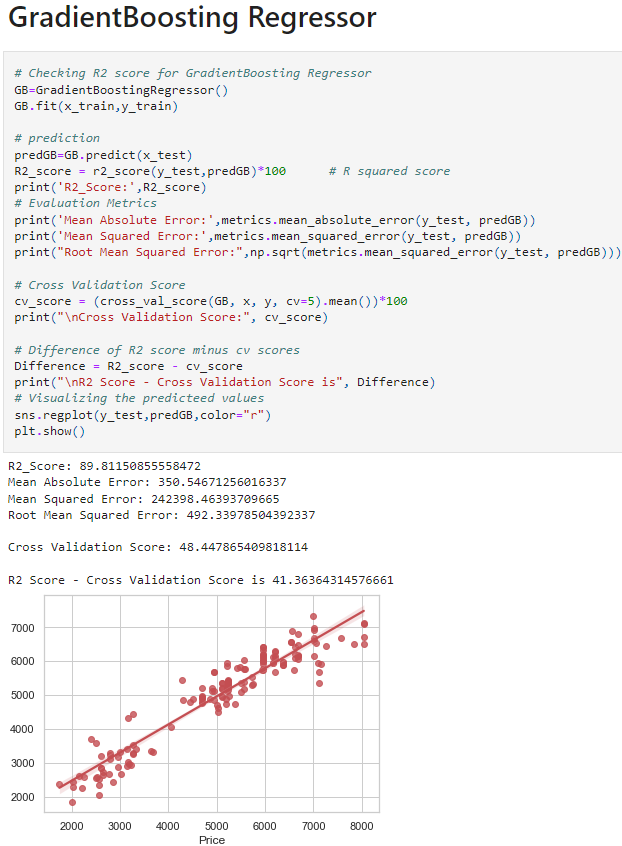 GradientBoosting Regressor
# Checking R2 score for GradientBoosting Regressor
GB=GradientBoostingRegressor()
GB.fit(x_train,y_train)
# prediction
predGB=GB.predict(x_test)
R2_score = r2_score(y_test,predGB)*100      # R squared score
print('R2_Score:',R2_score)
# Evaluation Metrics
print('Mean Absolute Error:',metrics.mean_absolute_error(y_test, predGB))
print('Mean Squared Error:',metrics.mean_squared_error(y_test, predGB))
print("Root Mean Squared Error:",np.sqrt(metrics.mean_squared_error(y_test, predGB)))
# Cross Validation Score
cv_score = (cross_val_score(GB, x, y, cv=5).mean())*100
print("\nCross Validation Score:", cv_score)
# Difference of R2 score minus cv scores
Difference = R2_score - cv_score
print("\nR2 Score - Cross Validation Score is", Difference)
# Visualizing the predicteed values
sns.regplot(y_test,predGB,color="r")
plt.show()
R2_Score: 89.81150855558472
Mean Absolute Error: 350.54671256016337
Mean Squared Error: 242398.46393709665
Root Mean Squared Error: 492.33978504392337
Cross Validation Score: 48.447865409818114
R2 Score - Cross Validation Score is 41.36364314576661
7000
6000
5000
4000
3000
2000
2000 3000 4000 5000 6000 7000 8000
Price